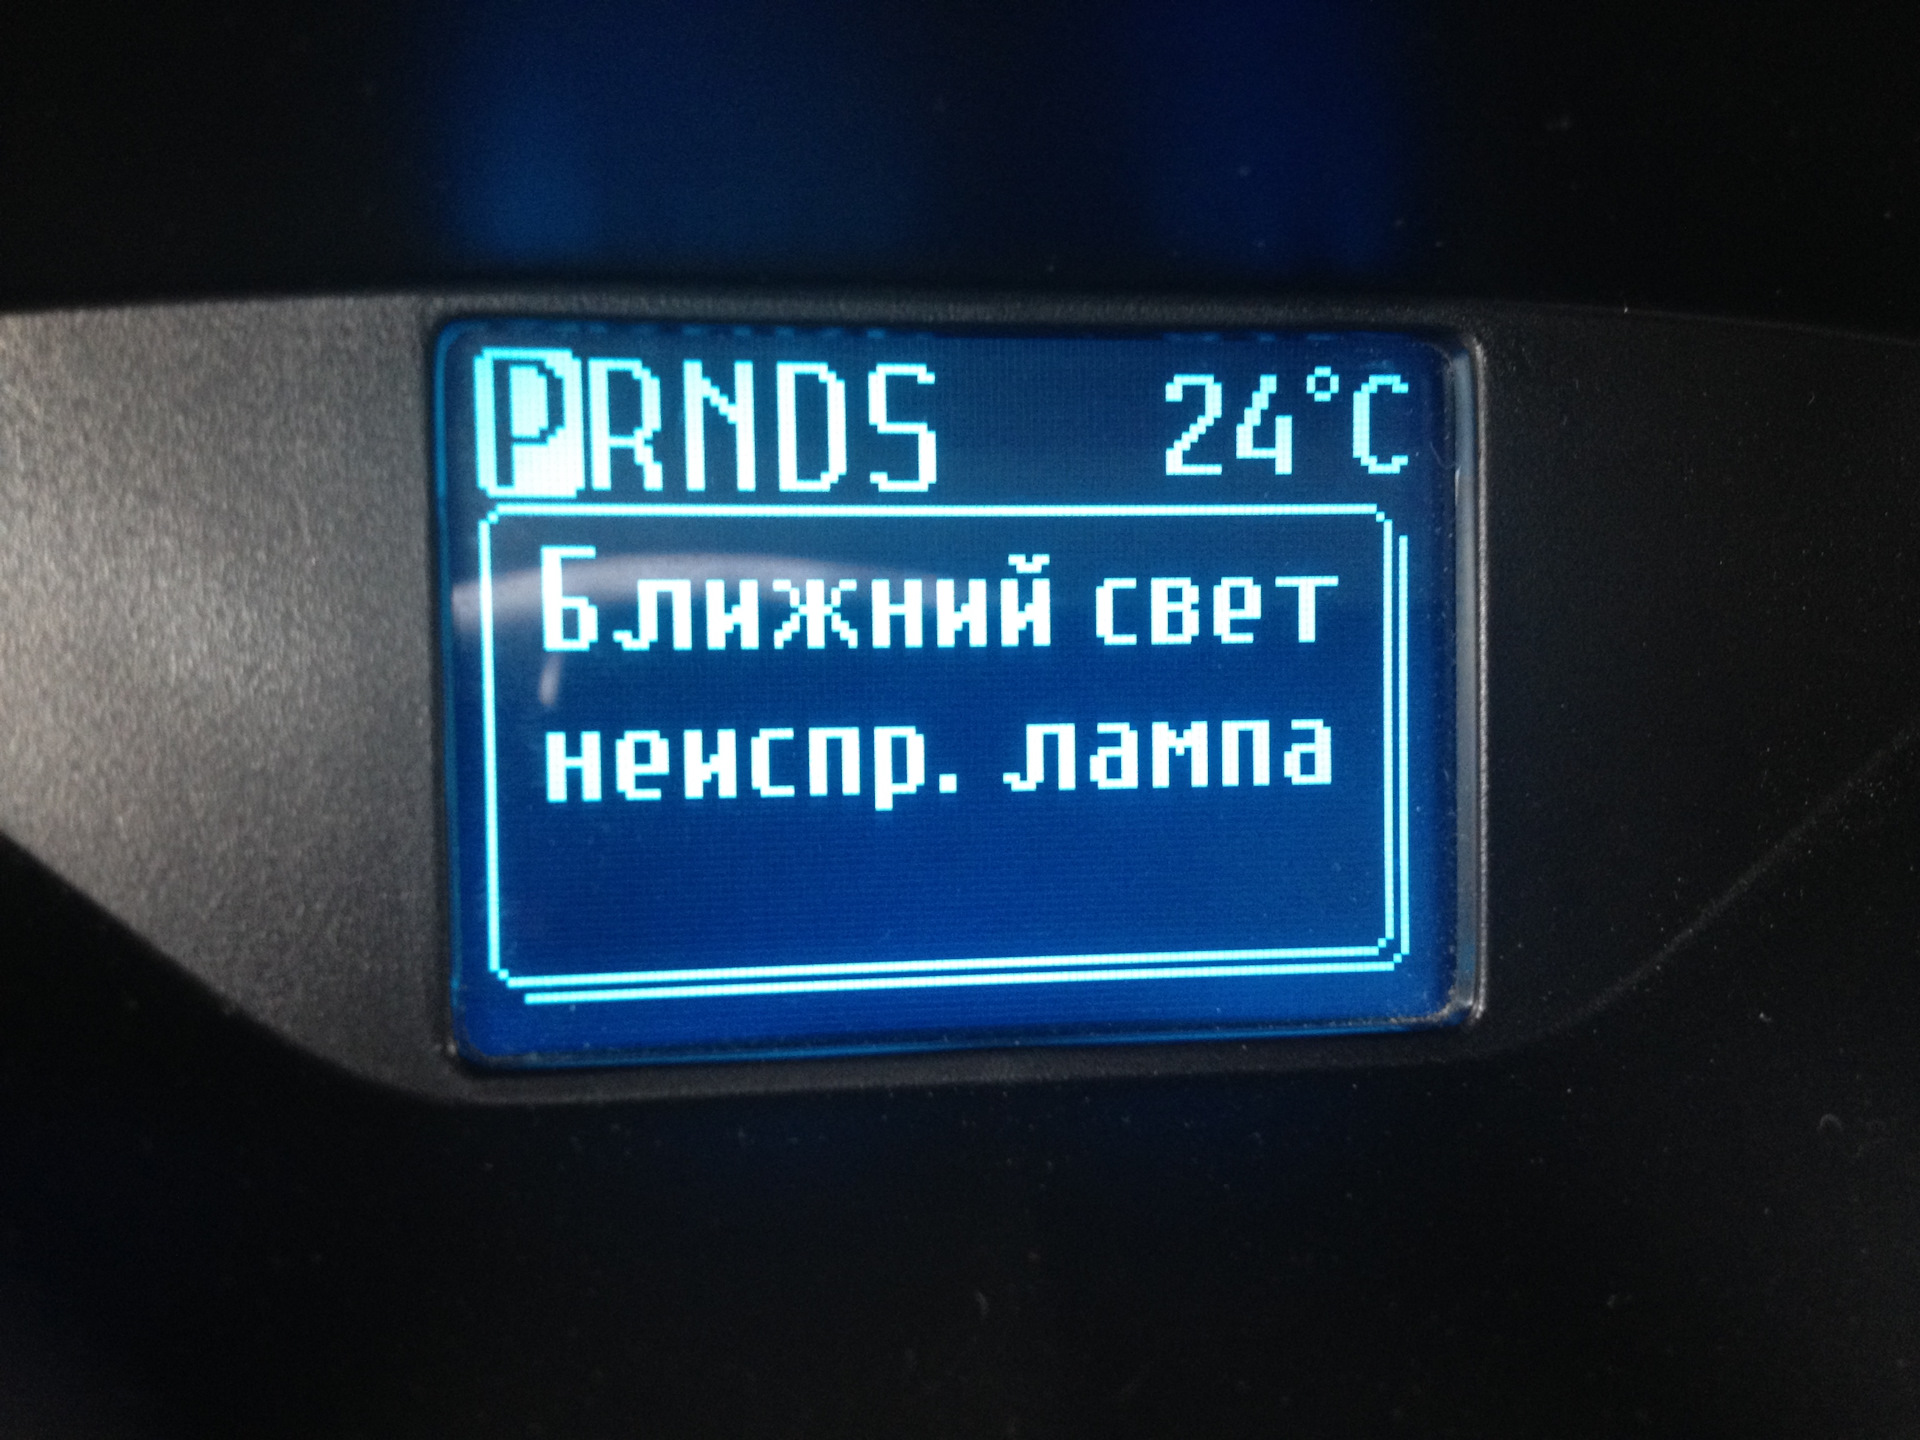 PRNDS 24°C
Ближний свет
неиспр. лампа